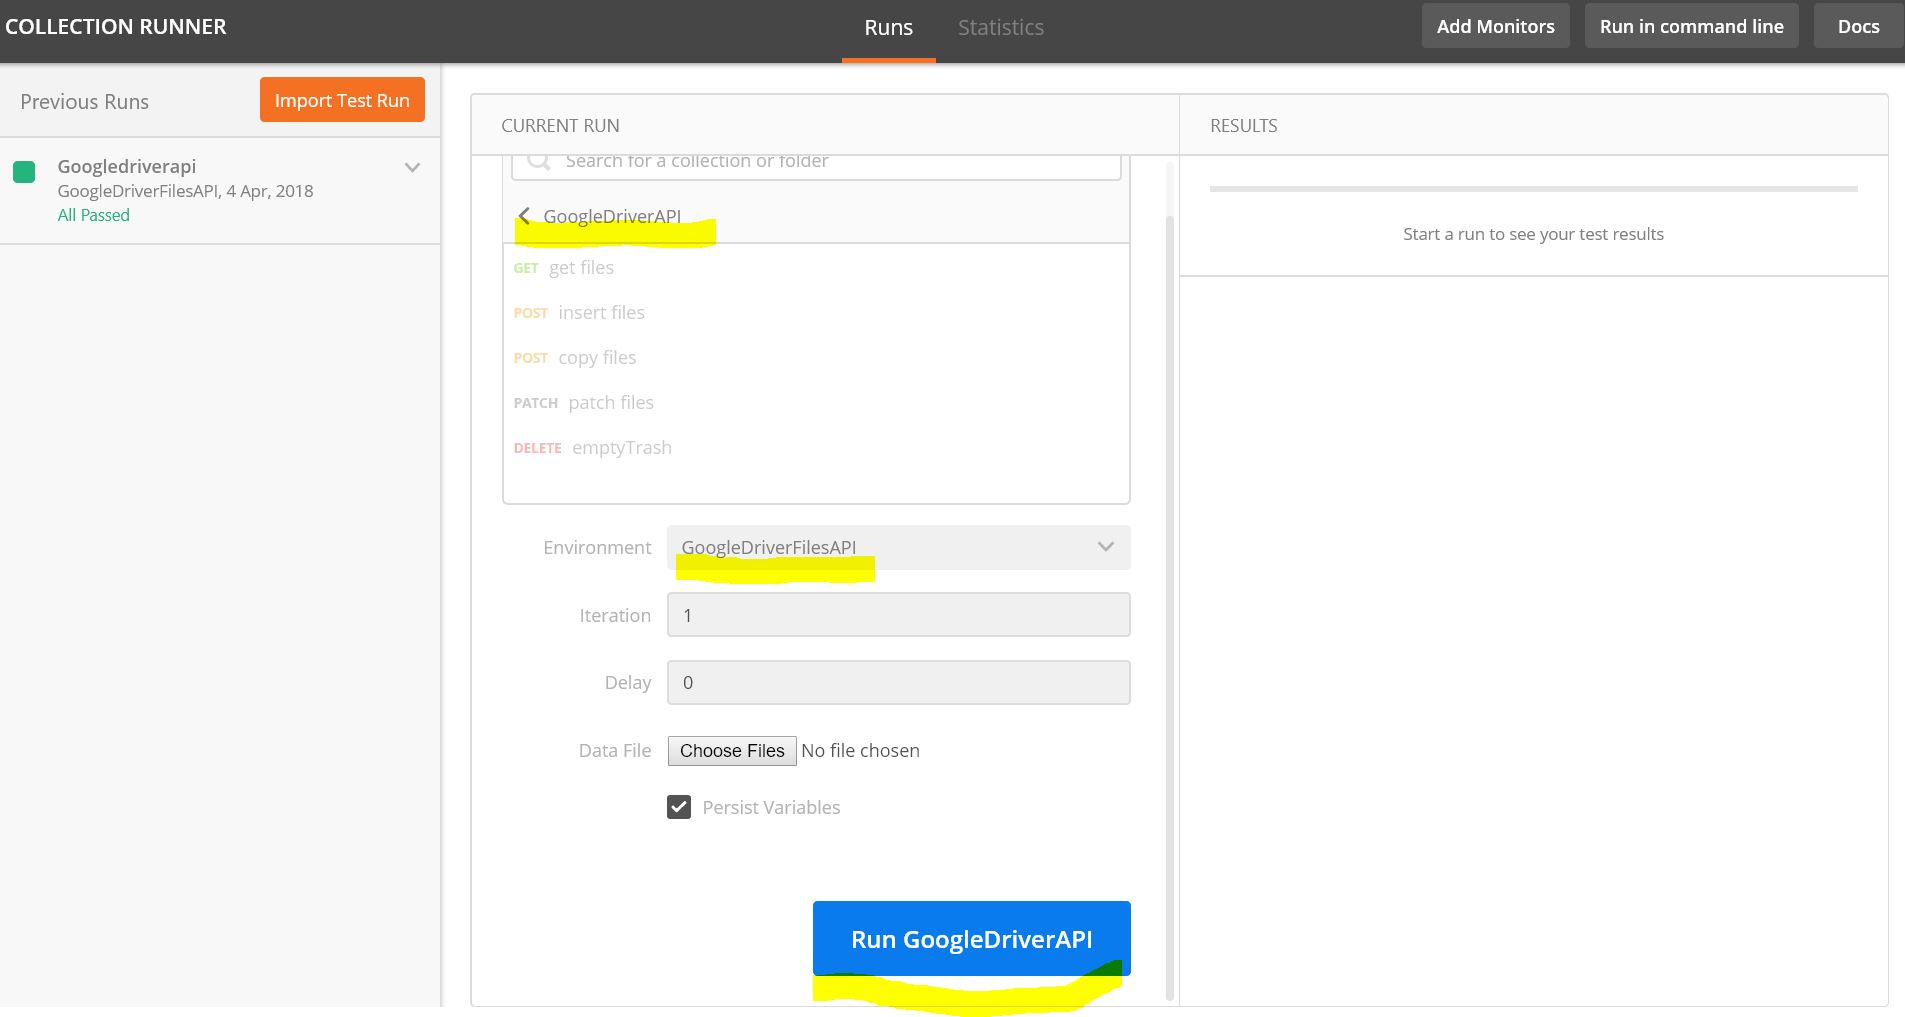 COLLECTION RUNNER
Runs
Statistics
Add Monitors
Run in command line
Docs
Previous Runs
Import Test Run
Googledriverapi
GoogleDriverFilesAPI, 4 Apr, 2018
All Passed
CURRENT RUN
Search for a collection or folder
GoogleDriverAPI
GET get files
POST insert files
POST copy files
PATCH patch files
DELETE emptyTrash
Environment GoogleDriverFilesAPI
Iteration 1
Delay 0
Data File Choose Files No file chosen
Persist Variables
Run GoogleDriverAPI
RESULTS
Start a run to see your test results